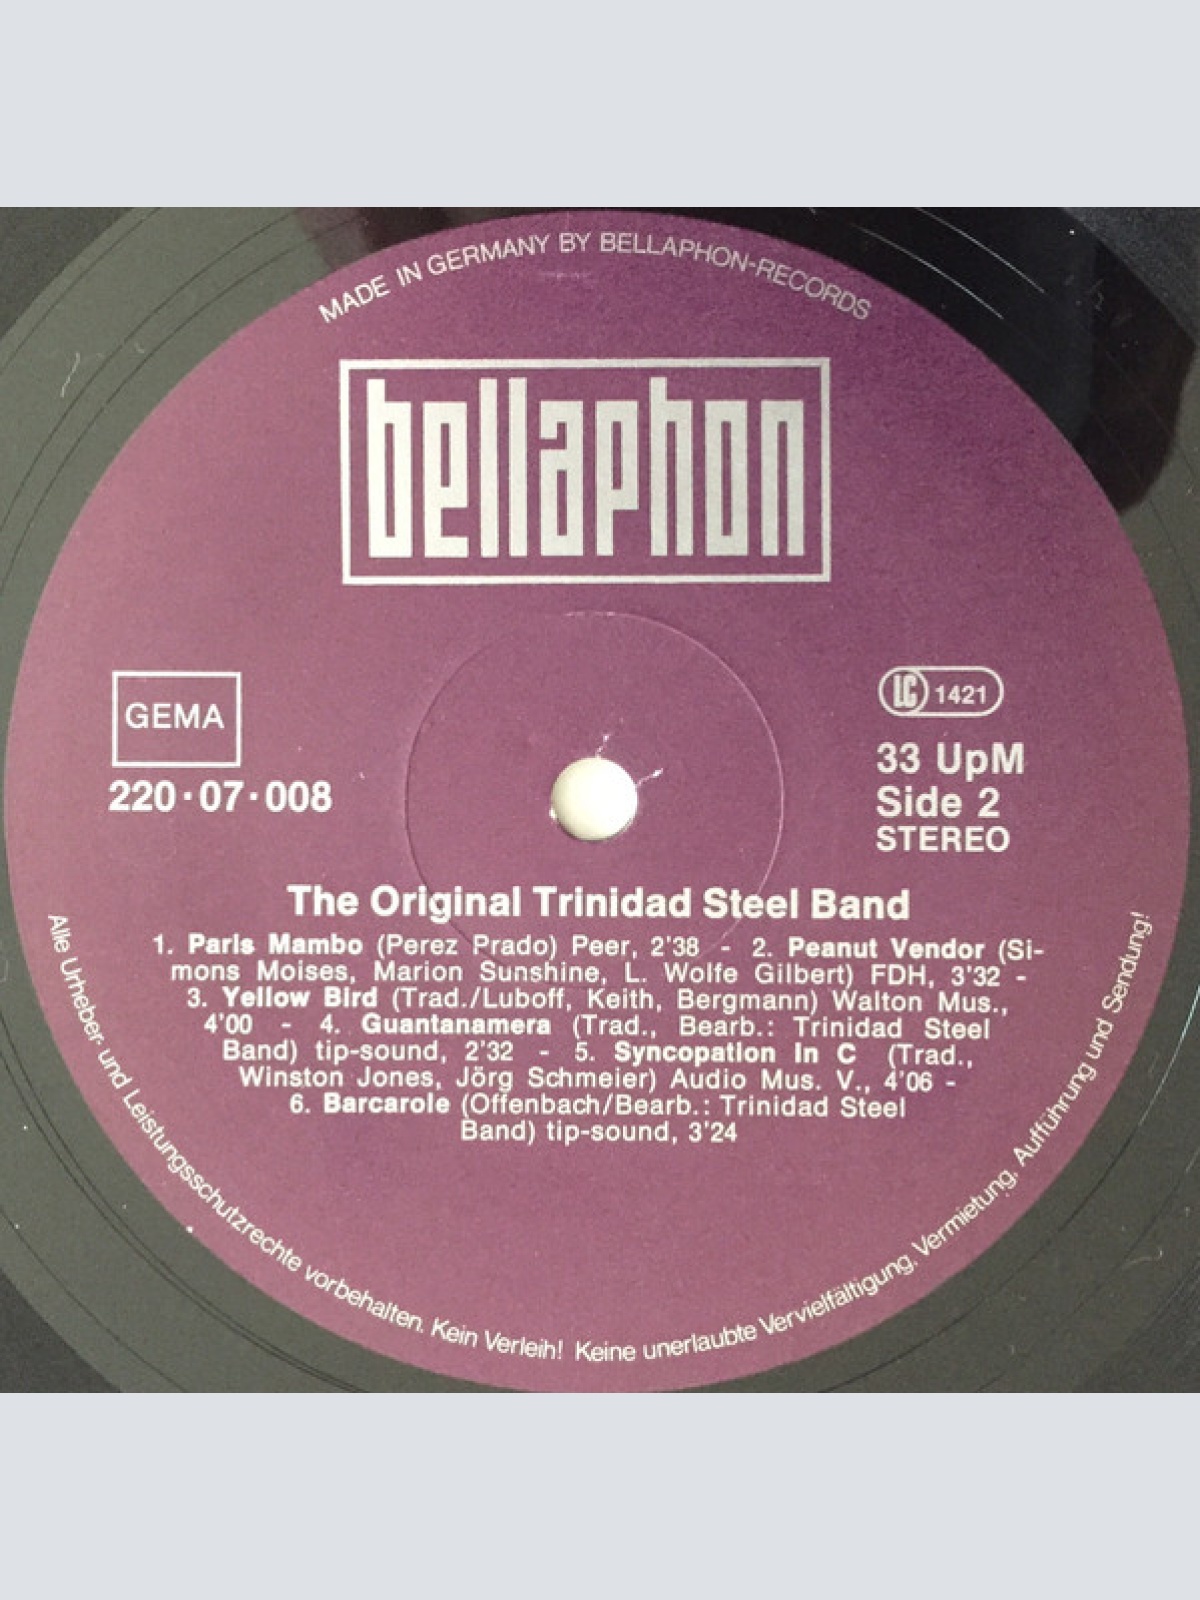 MADE IN GERMANY BY BELLAPHON-RECORDS
bellaphon
GEMA
220·07·008
LC 1421
33 UpM
Side 2
STEREO
The Original Trinidad Steel Band
1. Paris Mambo (Perez Prado) Peer, 2'38 - 2. Peanut Vendor (Si-
mons Moises, Marion Sunshine, L. Wolfe Gilbert) FDH, 3'32 -
3. Yellow Bird (Trad./Luboff, Keith, Bergmann) Walton Mus.,
4'00 - 4. Guantanamera (Trad., Bearb.: Trinidad Steel
Band) tip-sound, 2'32 - 5. Syncopation In C (Trad.,
Winston Jones, Jörg Schmeier) Audio Mus. V., 4'06 -
6. Barcarole (Offenbach/Bearb.: Trinidad Steel
Band) tip-sound, 3'24
Alle Urheber- und Leistungsschutzrechte vorbehalten. Kein Verleih! Keine unerlaubte Vervielfältigung, Vermietung, Aufführung und Sendung!